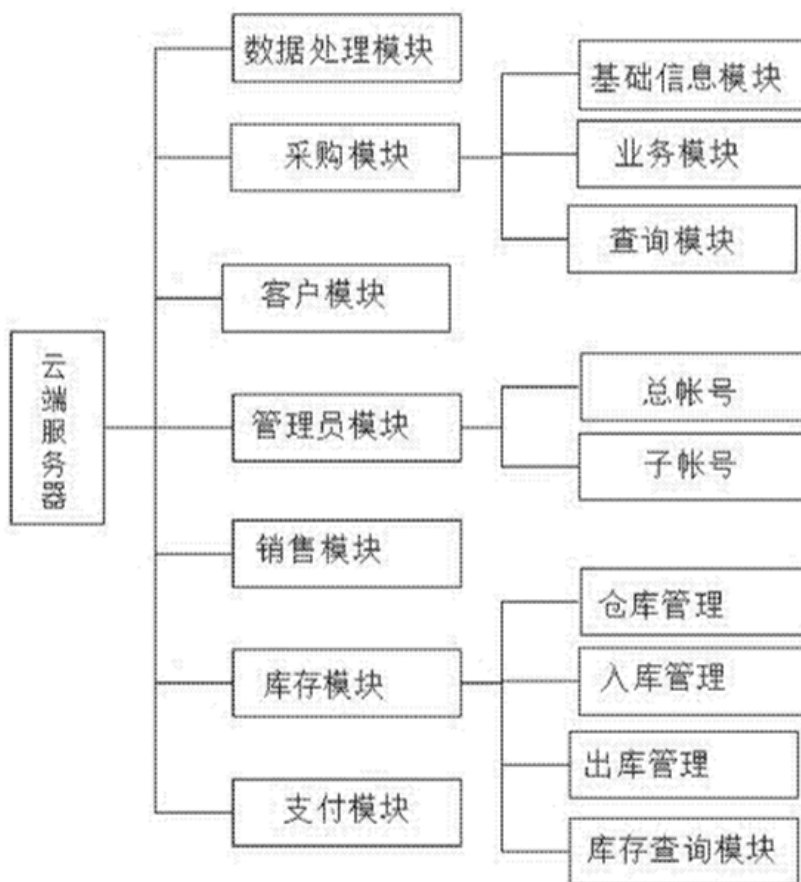 数据处理模块
基础信息模块
采购模块
业务模块
查询模块
客户模块
云端服务器
总帐号
管理员模块
子帐号
销售模块
仓库管理
库存模块
入库管理
出库管理
支付模块
库存查询模块